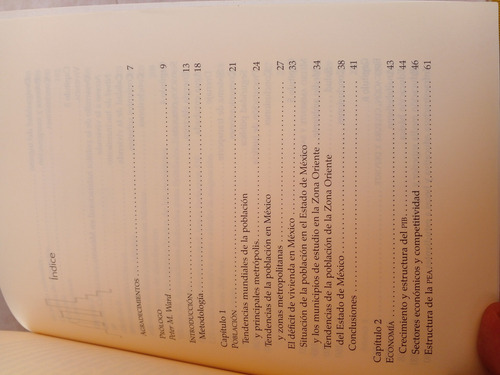 Índice
AGRADECIMIENTOS 7
PRÓLOGO
Peter M. Ward 9
INTRODUCCIÓN 13
Metodología 18
Capítulo 1
POBLACIÓN 21
Tendencias mundiales de la población
y principales metrópolis 24
Tendencias de la población en México
y zonas metropolitanas 27
El déficit de vivienda en México 33
Situación de la población en el Estado de México
y los municipios de estudio en la Zona Oriente 34
Tendencias de la población de la Zona Oriente
del Estado de México 38
Conclusiones 41
Capítulo 2
ECONOMÍA 43
Crecimiento y estructura del PIB 44
Sectores económicos y competitividad 46
Estructura de la PEA 61